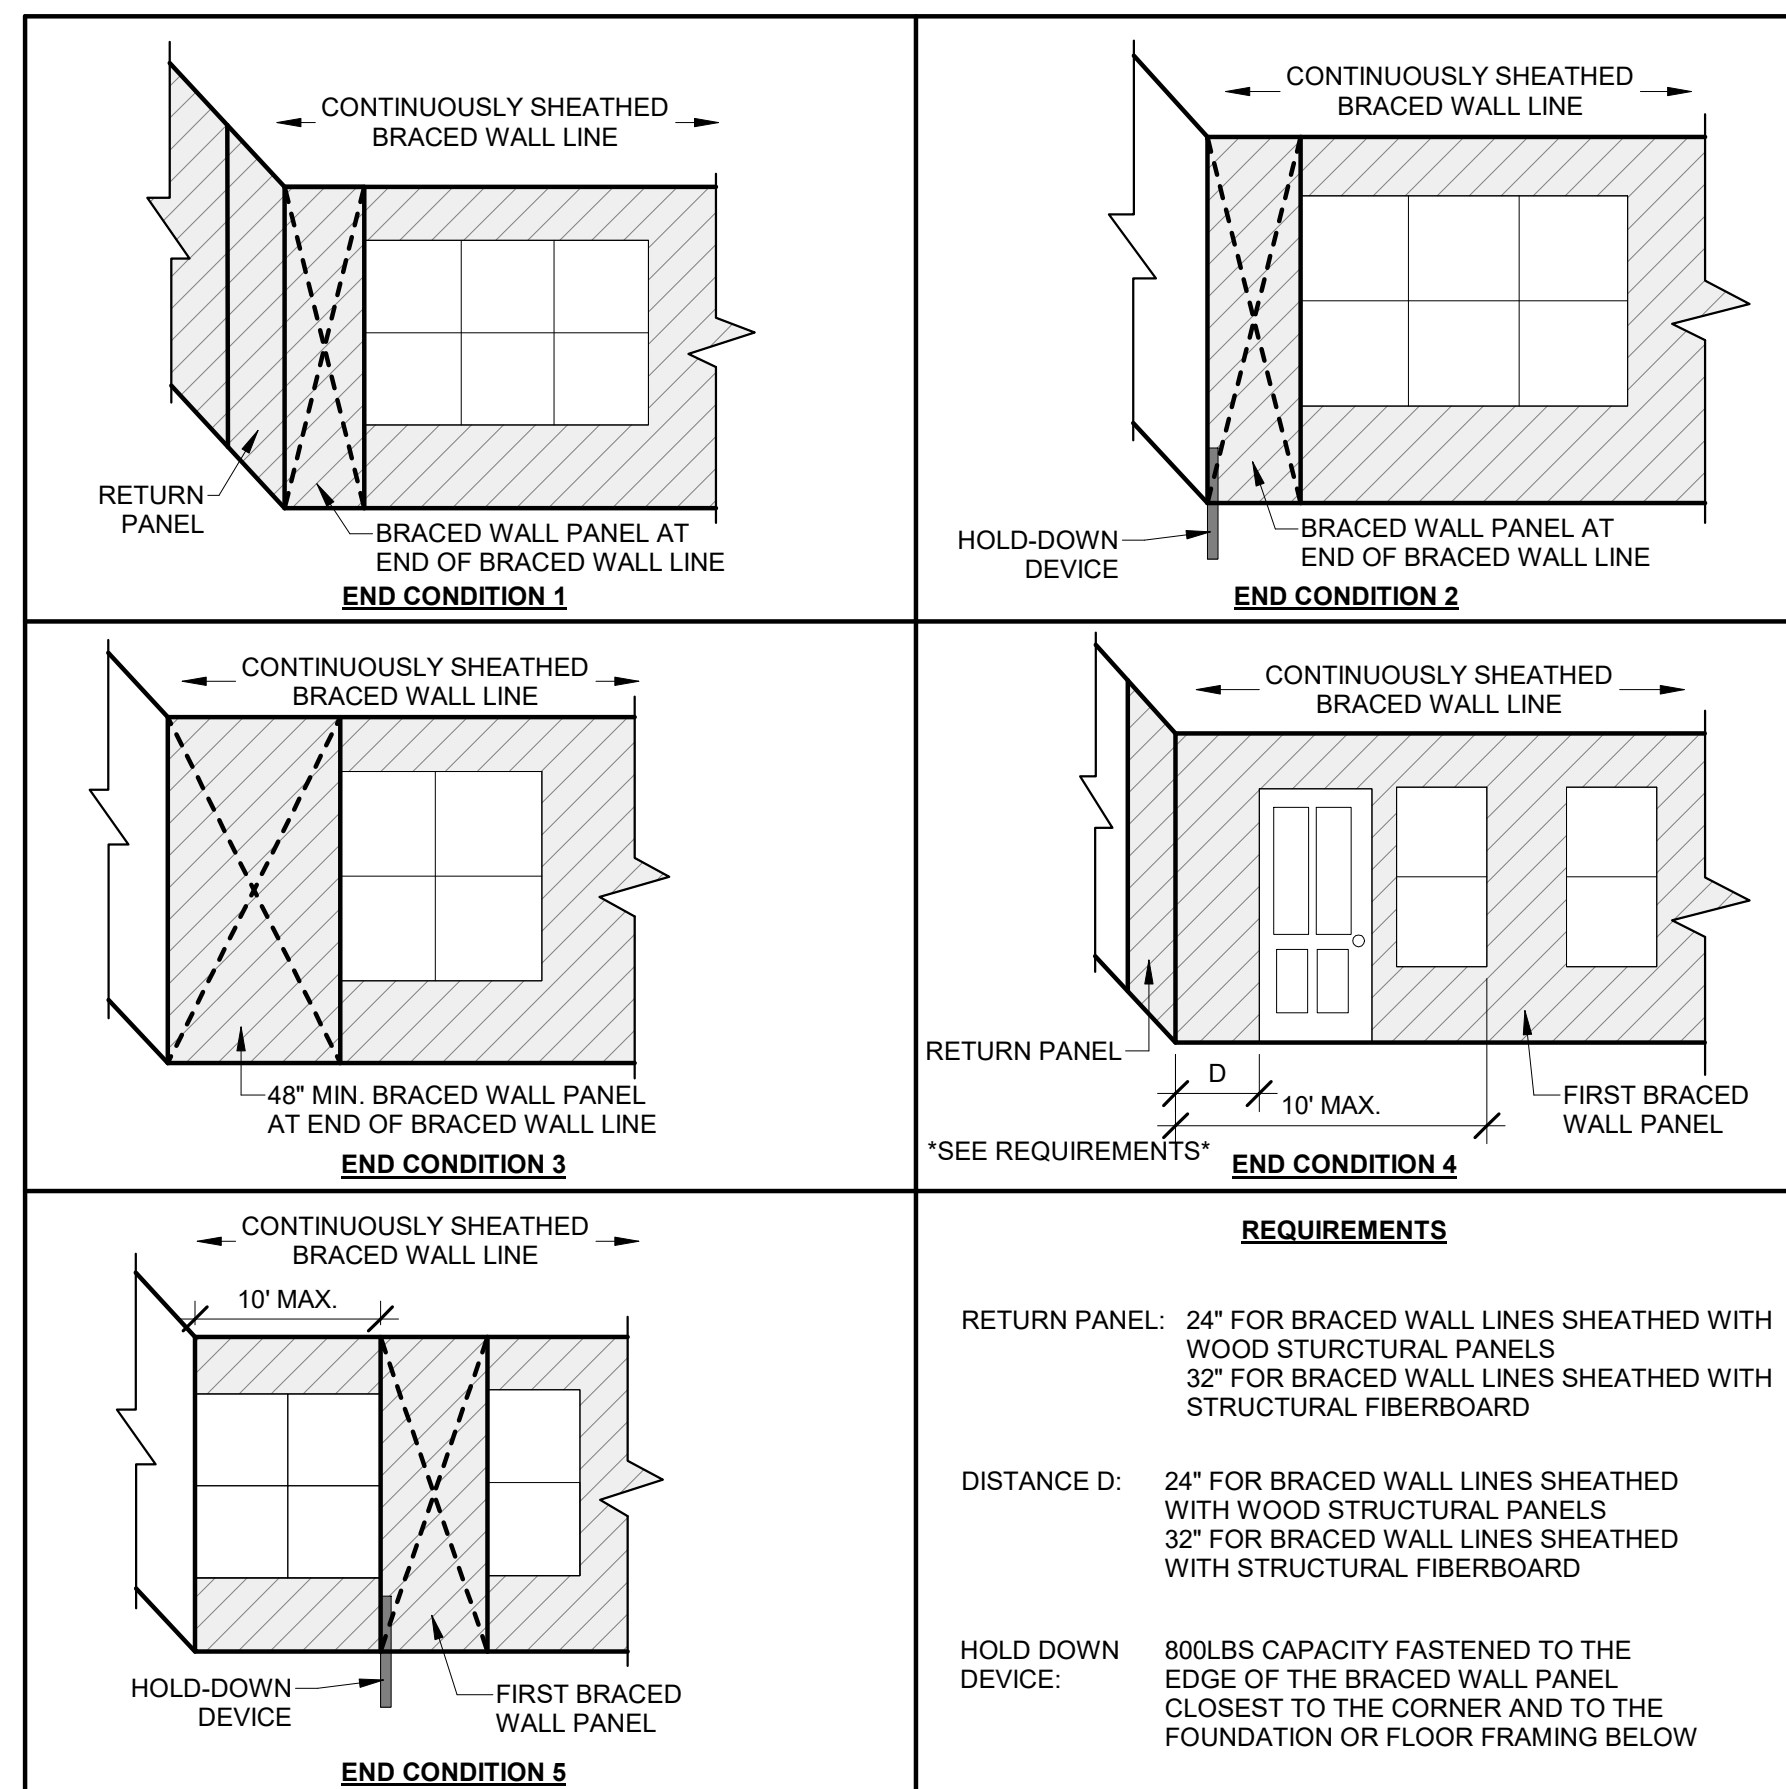 CONTINUOUSLY SHEATHED
BRACED WALL LINE
RETURN
PANEL
BRACED WALL PANEL AT
END OF BRACED WALL LINE
END CONDITION 1
CONTINUOUSLY SHEATHED
BRACED WALL LINE
HOLD-DOWN
DEVICE
BRACED WALL PANEL AT
END OF BRACED WALL LINE
END CONDITION 2
CONTINUOUSLY SHEATHED
BRACED WALL LINE
48" MIN. BRACED WALL PANEL
AT END OF BRACED WALL LINE
END CONDITION 3
CONTINUOUSLY SHEATHED
BRACED WALL LINE
RETURN PANEL
D
10' MAX.
FIRST BRACED
WALL PANEL
*SEE REQUIREMENTS*
END CONDITION 4
CONTINUOUSLY SHEATHED
BRACED WALL LINE
10' MAX.
HOLD-DOWN
DEVICE
FIRST BRACED
WALL PANEL
END CONDITION 5
REQUIREMENTS
RETURN PANEL: 24" FOR BRACED WALL LINES SHEATHED WITH
WOOD STURCTURAL PANELS
32" FOR BRACED WALL LINES SHEATHED WITH
STRUCTURAL FIBERBOARD
DISTANCE D: 24" FOR BRACED WALL LINES SHEATHED
WITH WOOD STRUCTURAL PANELS
32" FOR BRACED WALL LINES SHEATHED
WITH STRUCTURAL FIBERBOARD
HOLD DOWN 800LBS CAPACITY FASTENED TO THE
DEVICE: EDGE OF THE BRACED WALL PANEL
CLOSEST TO THE CORNER AND TO THE
FOUNDATION OR FLOOR FRAMING BELOW